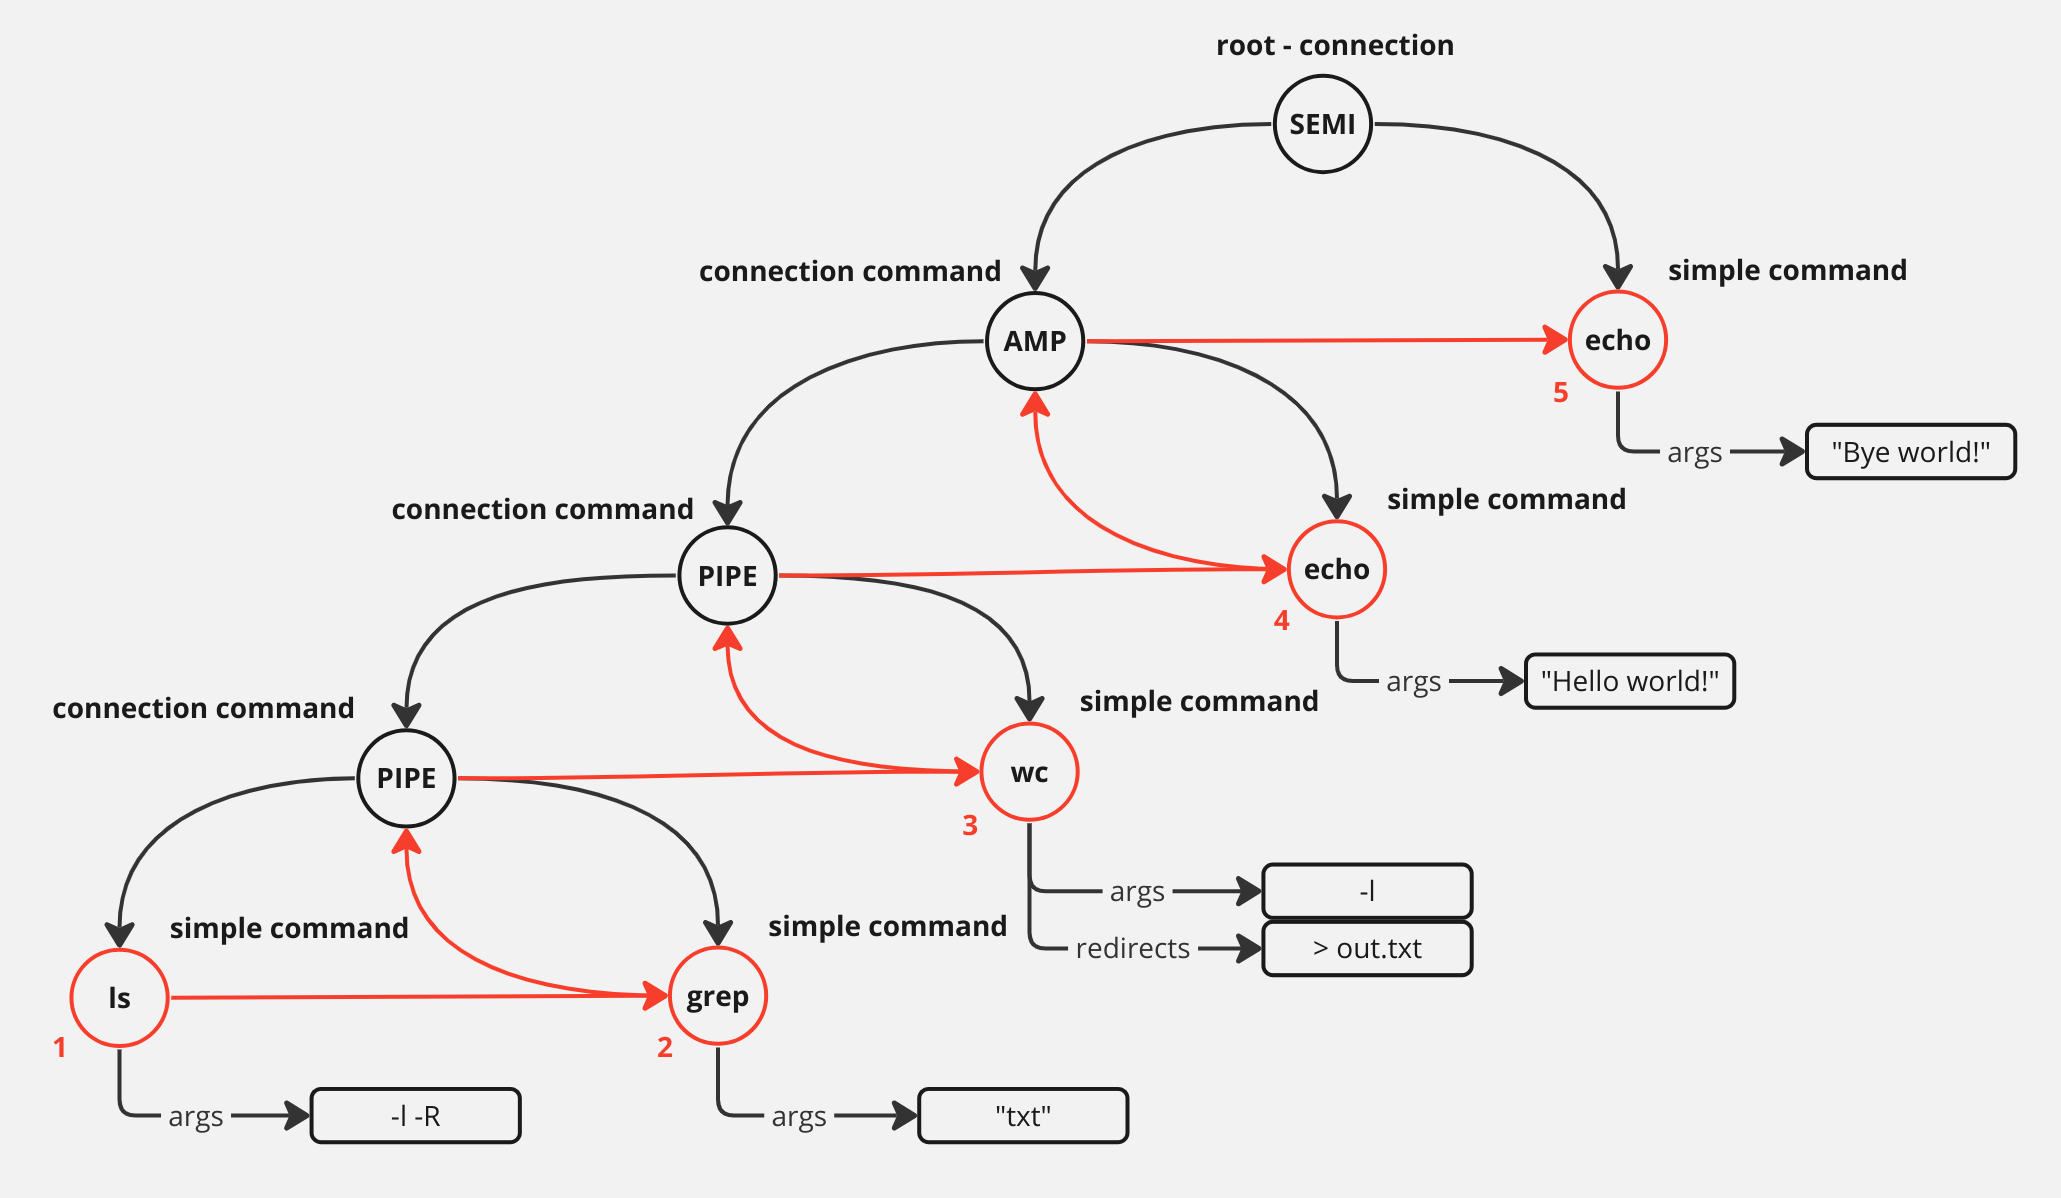 root - connection
SEMI
connection command
simple command
AMP
echo
5
args
"Bye world!"
connection command
simple command
PIPE
echo
4
args
"Hello world!"
connection command
simple command
PIPE
wc
3
args
-l
redirects
> out.txt
simple command
simple command
ls
grep
1
2
args
-l -R
args
"txt"